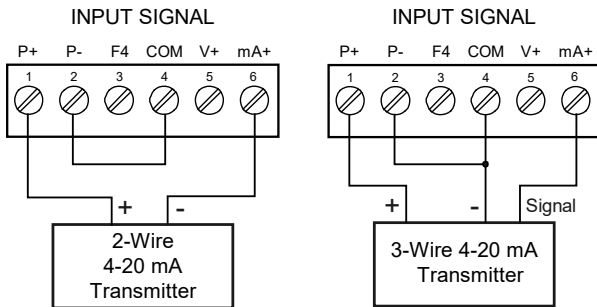 INPUT SIGNAL
P+ P- F4 COM V+ mA+
1 2 3 4 5 6
+ -
2-Wire
4-20 mA
Transmitter
INPUT SIGNAL
P+ P- F4 COM V+ mA+
1 2 3 4 5 6
+ - Signal
3-Wire 4-20 mA
Transmitter